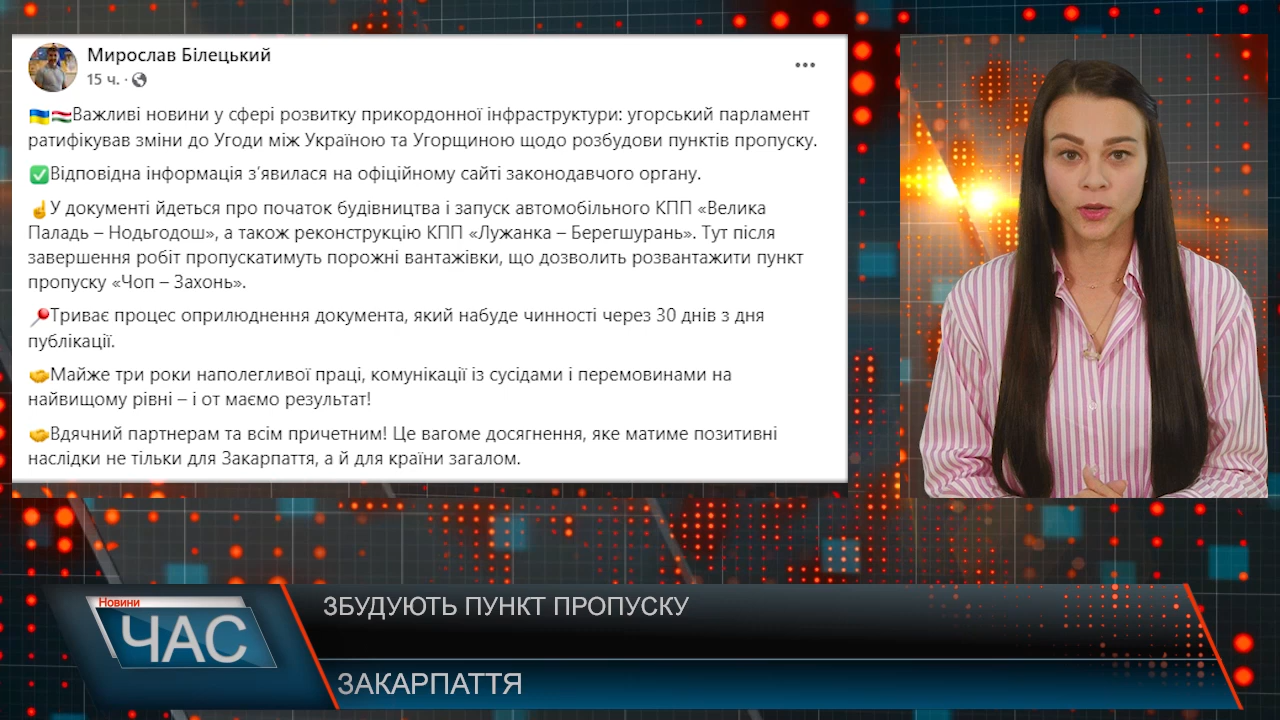 Мирослав Білецький
15 ч. ·
Важливі новини у сфері розвитку прикордонної інфраструктури: угорський парламент
ратифікував зміни до Угоди між Україною та Угорщиною щодо розбудови пунктів пропуску.
Відповідна інформація з’явилася на офіційному сайті законодавчого органу.
У документі йдеться про початок будівництва і запуск автомобільного КПП «Велика
Паладь – Нодьгодош», а також реконструкцію КПП «Лужанка – Берегшурань». Тут після
завершення робіт пропускатимуть порожні вантажівки, що дозволить розвантажити пункт
пропуску «Чоп – Захонь».
Триває процес оприлюднення документа, який набуде чинності через 30 днів з дня
публікації.
Майже три роки наполегливої праці, комунікації із сусідами і перемовинами на
найвищому рівні – і от маємо результат!
Вдячний партнерам та всім причетним! Це вагоме досягнення, яке матиме позитивні
наслідки не тільки для Закарпаття, а й для країни загалом.
Новини
ЧАС
ЗБУДУЮТЬ ПУНКТ ПРОПУСКУ
ЗАКАРПАТТЯ